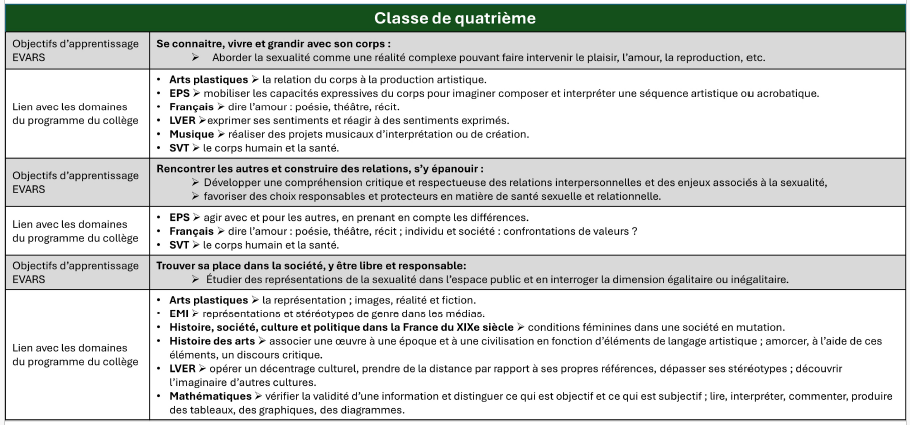 Classe de quatrième
Objectifs d'apprentissage
EVARS
Se connaitre, vivre et grandir avec son corps :
➢ Aborder la sexualité comme une réalité complexe pouvant faire intervenir le plaisir, l'amour, la reproduction, etc.
Lien avec les domaines
du programme du collège
• Arts plastiques ➢ la relation du corps à la production artistique.
• EPS ➢ mobiliser les capacités expressives du corps pour imaginer composer et interpréter une séquence artistique ou acrobatique.
• Français ➢ dire l'amour : poésie, théâtre, récit.
• LVER ➢exprimer ses sentiments et réagir à des sentiments exprimés.
• Musique ➢ réaliser des projets musicaux d'interprétation ou de création.
• SVT ➢ le corps humain et la santé.
Objectifs d'apprentissage
EVARS
Rencontrer les autres et construire des relations, s'y épanouir :
➢ Développer une compréhension critique et respectueuse des relations interpersonnelles et des enjeux associés à la sexualité,
➢ favoriser des choix responsables et protecteurs en matière de santé sexuelle et relationnelle.
Lien avec les domaines
du programme du collège
• EPS ➢ agir avec et pour les autres, en prenant en compte les différences.
• Français ➢ dire l'amour : poésie, théâtre, récit ; individu et société : confrontations de valeurs ?
• SVT ➢ le corps humain et la santé.
Objectifs d'apprentissage
EVARS
Trouver sa place dans la société, y être libre et responsable:
➢ Étudier des représentations de la sexualité dans l'espace public et en interroger la dimension égalitaire ou inégalitaire.
Lien avec les domaines
du programme du collège
• Arts plastiques ➢ la représentation ; images, réalité et fiction.
• EMI ➢ représentations et stéréotypes de genre dans les médias.
• Histoire, société, culture et politique dans la France du XIXe siècle ➢ conditions féminines dans une société en mutation.
• Histoire des arts ➢ associer une œuvre à une époque et à une civilisation en fonction d'éléments de langage artistique ; amorcer, à l'aide de ces
éléments, un discours critique.
• LVER ➢ opérer un décentrage culturel, prendre de la distance par rapport à ses propres références, dépasser ses stéréotypes ; découvrir
l'imaginaire d'autres cultures.
• Mathématiques ➢ vérifier la validité d'une information et distinguer ce qui est objectif et ce qui est subjectif ; lire, interpréter, commenter, produire
des tableaux, des graphiques, des diagrammes.